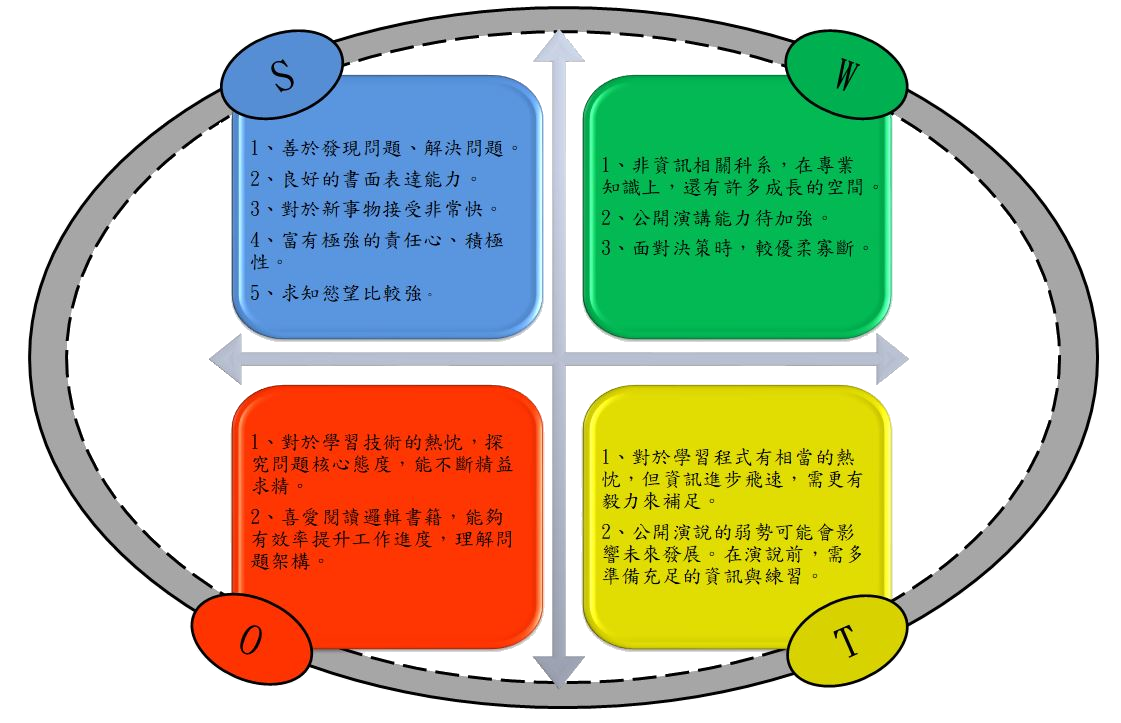 S
1、善於發現問題、解決問題。
2、良好的書面表達能力。
3、對於新事物接受非常快。
4、富有極強的責任心、積極
性。
5、求知慾望比較強。
W
1、非資訊相關科系，在專業
知識上，還有許多成長的空間。
2、公開演講能力待加強。
3、面對決策時，較優柔寡斷。
1、對於學習技術的熱忱，探
究問題核心態度，能不斷精益
求精。
2、喜愛閱讀邏輯書籍，能夠
有效率提升工作進度，理解問
題架構。
O
1、對於學習程式有相當的熱
忱，但資訊進步飛速，需更有
毅力來補足。
2、公開演說的弱勢可能會影
響未來發展。在演說前，需多
準備充足的資訊與練習。
T